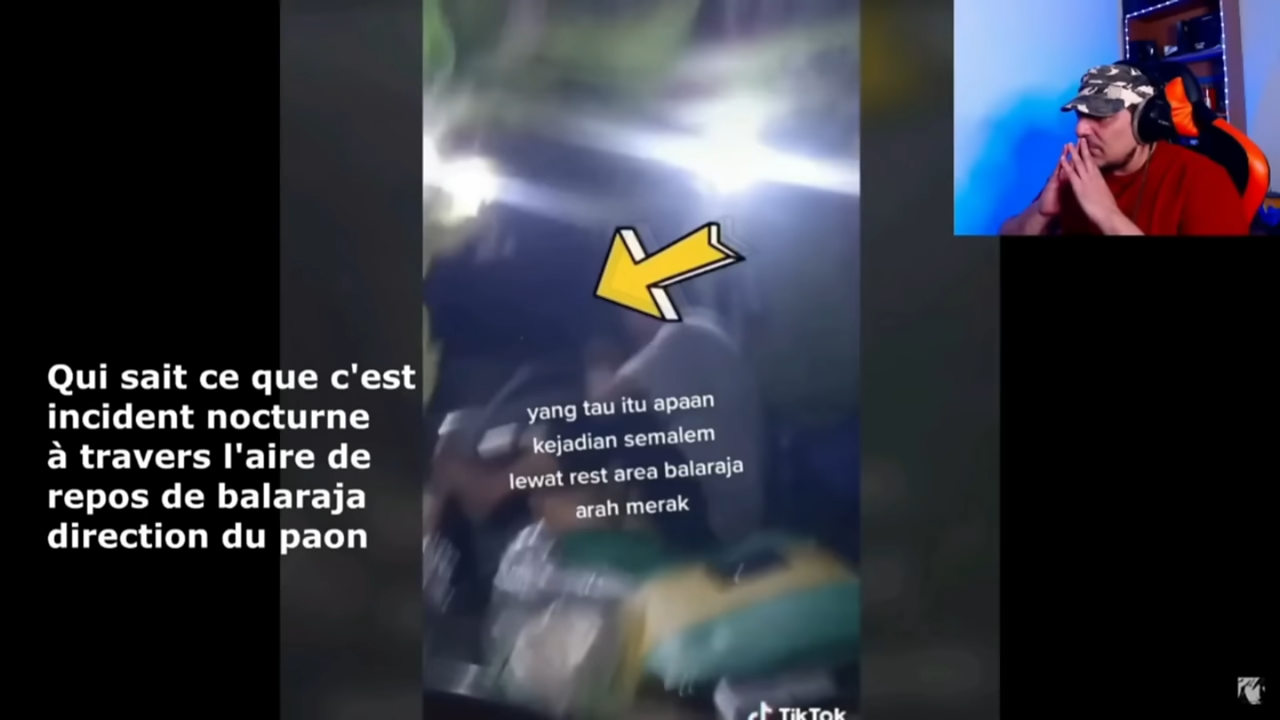 Qui sait ce que c'est
incident nocturne
à travers l'aire de
repos de balaraja
direction du paon
yang tau itu apaan
kejadian semalem
lewat rest area balaraja
arah merak
TikTok